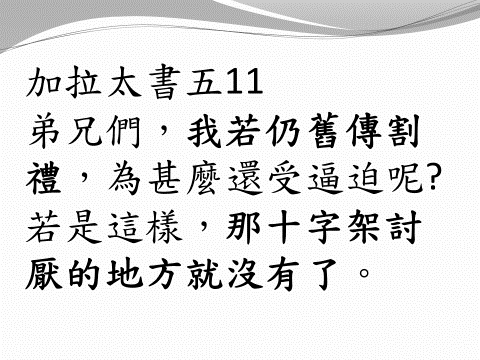 加拉太書五11
弟兄們，我若仍舊傳割
禮，為甚麼還受逼迫呢?
若是這樣，那十字架討
厭的地方就沒有了。